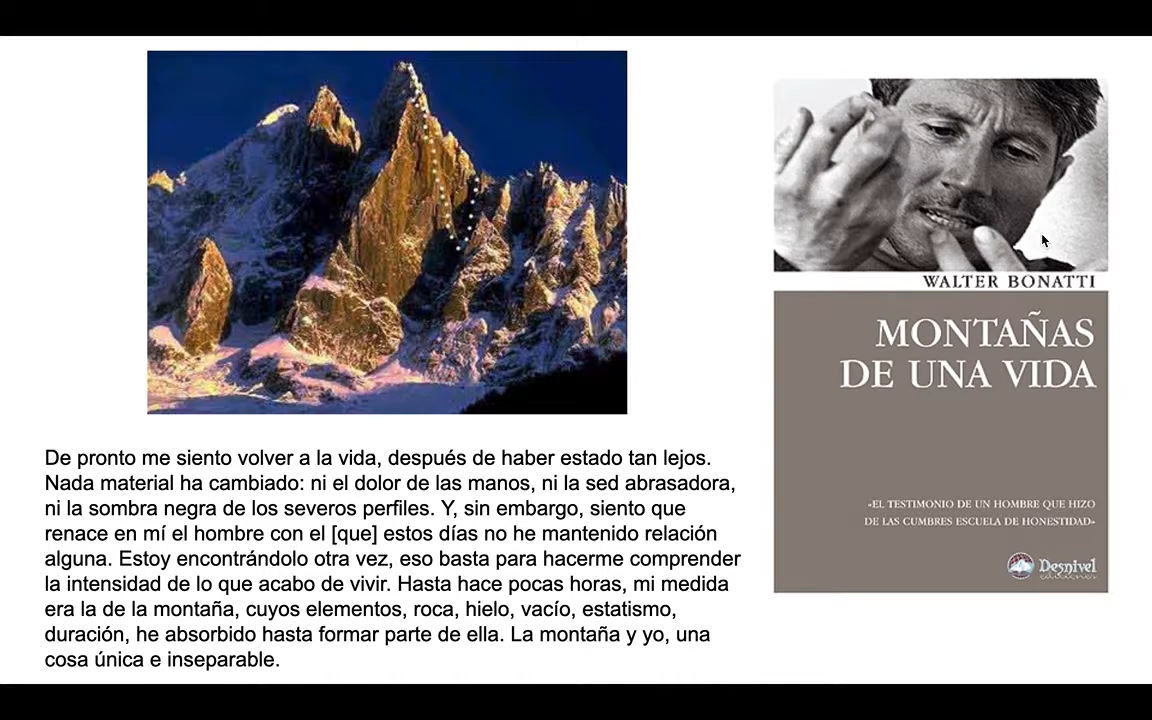 De pronto me siento volver a la vida, después de haber estado tan lejos.
Nada material ha cambiado: ni el dolor de las manos, ni la sed abrasadora,
ni la sombra negra de los severos perfiles. Y, sin embargo, siento que
renace en mí el hombre con el [que] estos días no he mantenido relación
alguna. Estoy encontrándolo otra vez, eso basta para hacerme comprender
la intensidad de lo que acabo de vivir. Hasta hace pocas horas, mi medida
era la de la montaña, cuyos elementos, roca, hielo, vacío, estatismo,
duración, he absorbido hasta formar parte de ella. La montaña y yo, una
cosa única e inseparable.
WALTER BONATTI
MONTAÑAS
DE UNA VIDA
«EL TESTIMONIO DE UN HOMBRE QUE HIZO
DE LAS CUMBRES ESCUELA DE HONESTIDAD»
Desnivel
ediciones